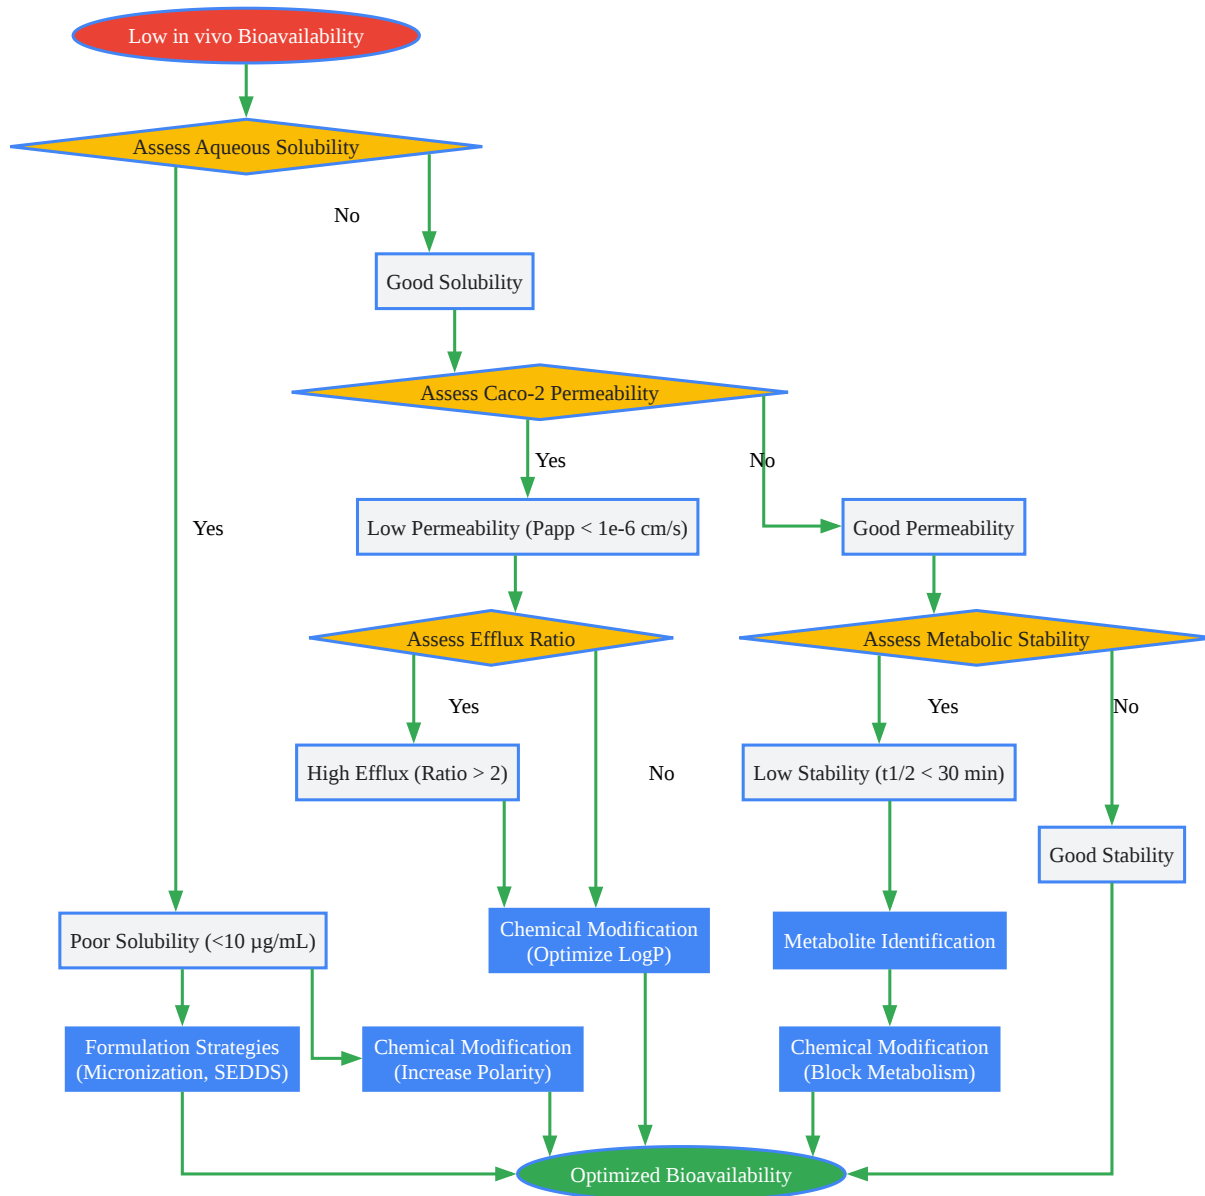 Low in vivo Bioavailability
Assess Aqueous Solubility
No
Good Solubility
Assess Caco-2 Permeability
Yes
No
Yes
Low Permeability (Papp < 1e-6 cm/s)
Good Permeability
Assess Efflux Ratio
Assess Metabolic Stability
Yes
Yes
No
High Efflux (Ratio > 2)
No
Low Stability (t1/2 < 30 min)
Good Stability
Poor Solubility (<10 µg/mL)
Chemical Modification
(Optimize LogP)
Metabolite Identification
Formulation Strategies
(Micronization, SEDDS)
Chemical Modification
(Increase Polarity)
Chemical Modification
(Block Metabolism)
Optimized Bioavailability